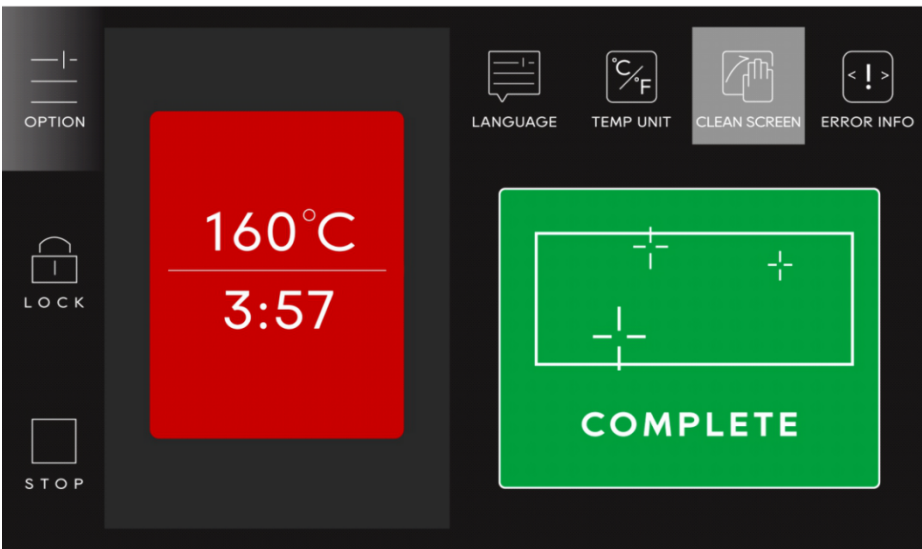 OPTION
LOCK
STOP
160°C
3:57
LANGUAGE
°C/°F
TEMP UNIT
CLEAN SCREEN
<!>
ERROR INFO
COMPLETE